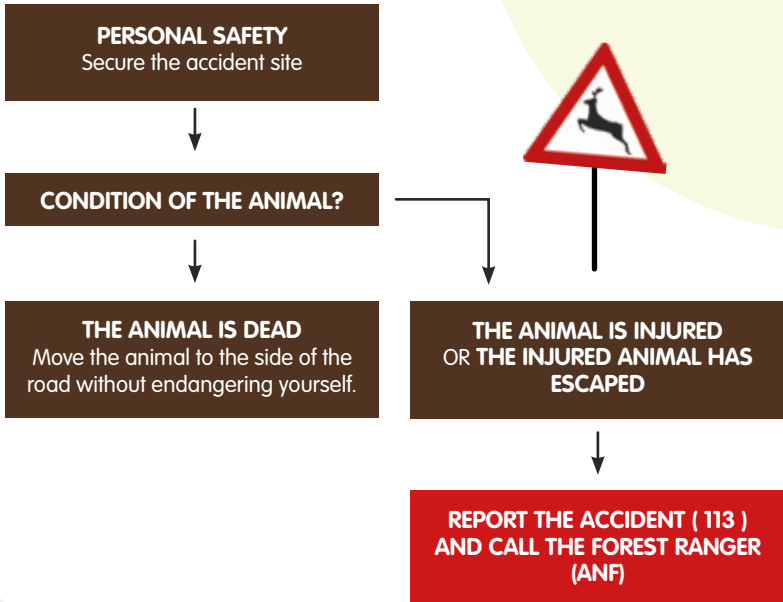 PERSONAL SAFETY
Secure the accident site
CONDITION OF THE ANIMAL?
THE ANIMAL IS DEAD
Move the animal to the side of the
road without endangering yourself.
THE ANIMAL IS INJURED
OR THE INJURED ANIMAL HAS
ESCAPED
REPORT THE ACCIDENT ( 113 )
AND CALL THE FOREST RANGER
(ANF)